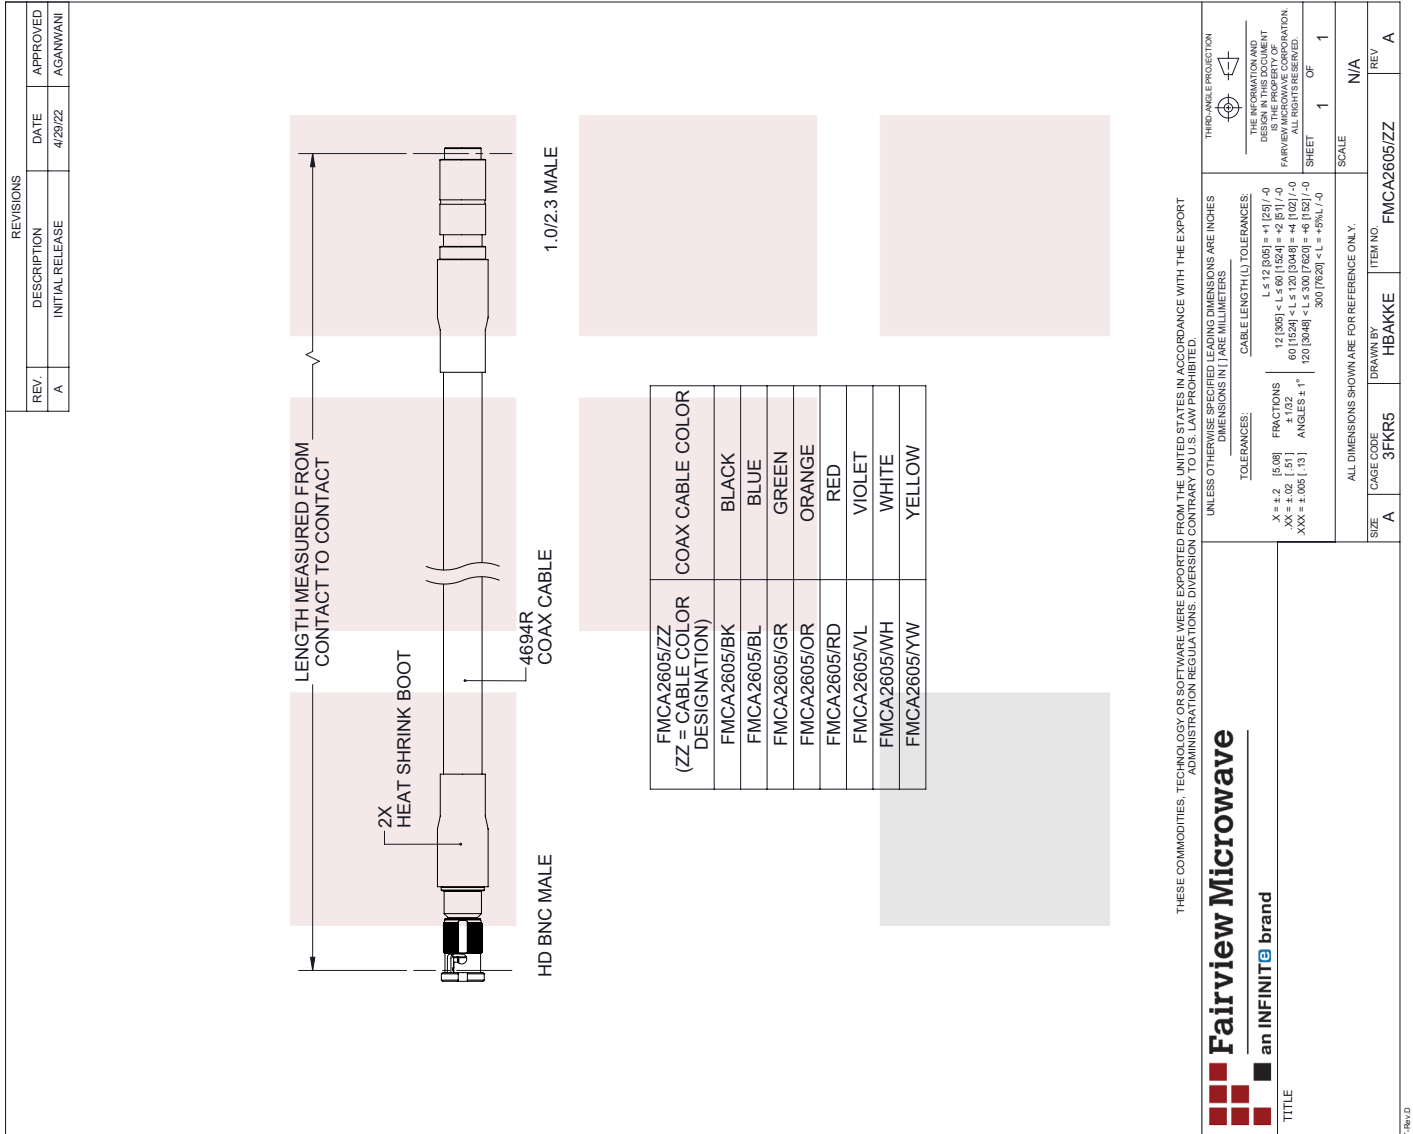 REVISIONS
REV. DESCRIPTION DATE APPROVED
A INITIAL RELEASE 4/29/22 AGANWANI
LENGTH MEASURED FROM
CONTACT TO CONTACT
2X
HEAT SHRINK BOOT
4694R
COAX CABLE
HD BNC MALE
1.0/2.3 MALE
FMCA2605/ZZ
(ZZ = CABLE COLOR
DESIGNATION)
COAX CABLE COLOR
FMCA2605/BK BLACK
FMCA2605/BL BLUE
FMCA2605/GR GREEN
FMCA2605/OR ORANGE
FMCA2605/RD RED
FMCA2605/VL VIOLET
FMCA2605/WH WHITE
FMCA2605/YW YELLOW
THESE COMMODITIES, TECHNOLOGY OR SOFTWARE WERE EXPORTED FROM THE UNITED STATES IN ACCORDANCE WITH THE EXPORT
ADMINISTRATION REGULATIONS. DIVERSION CONTRARY TO U.S. LAW PROHIBITED.
Fairview Microwave
an INFINITe brand
TITLE
UNLESS OTHERWISE SPECIFIED LEADING DIMENSIONS ARE INCHES
DIMENSIONS IN [ ] ARE MILLIMETERS
TOLERANCES:
.X = ±.2 [5.08] FRACTIONS
.XX = ±.02 [.51] ± 1/32
.XXX = ±.005 [.13] ANGLES ± 1°
CABLE LENGTH (L) TOLERANCES:
L ≤ 12 [305] = +1 [25] / -0
12 [305] < L ≤ 60 [1524] = +2 [51] / -0
60 [1524] < L ≤ 120 [3048] = +4 [102] / -0
120 [3048] < L ≤ 300 [7620] = +6 [152] / -0
300 [7620] < L = +5%L / -0
THIRD-ANGLE PROJECTION
THE INFORMATION AND
DESIGN IN THIS DOCUMENT
IS THE PROPERTY OF
FAIRVIEW MICROWAVE CORPORATION.
ALL RIGHTS RESERVED.
SHEET 1 OF 1
ALL DIMENSIONS SHOWN ARE FOR REFERENCE ONLY.
SCALE N/A
SIZE A
CAGE CODE 3FKR5
DRAWN BY HBAKKE
ITEM NO. FMCA2605/ZZ
REV A
-Rev.D